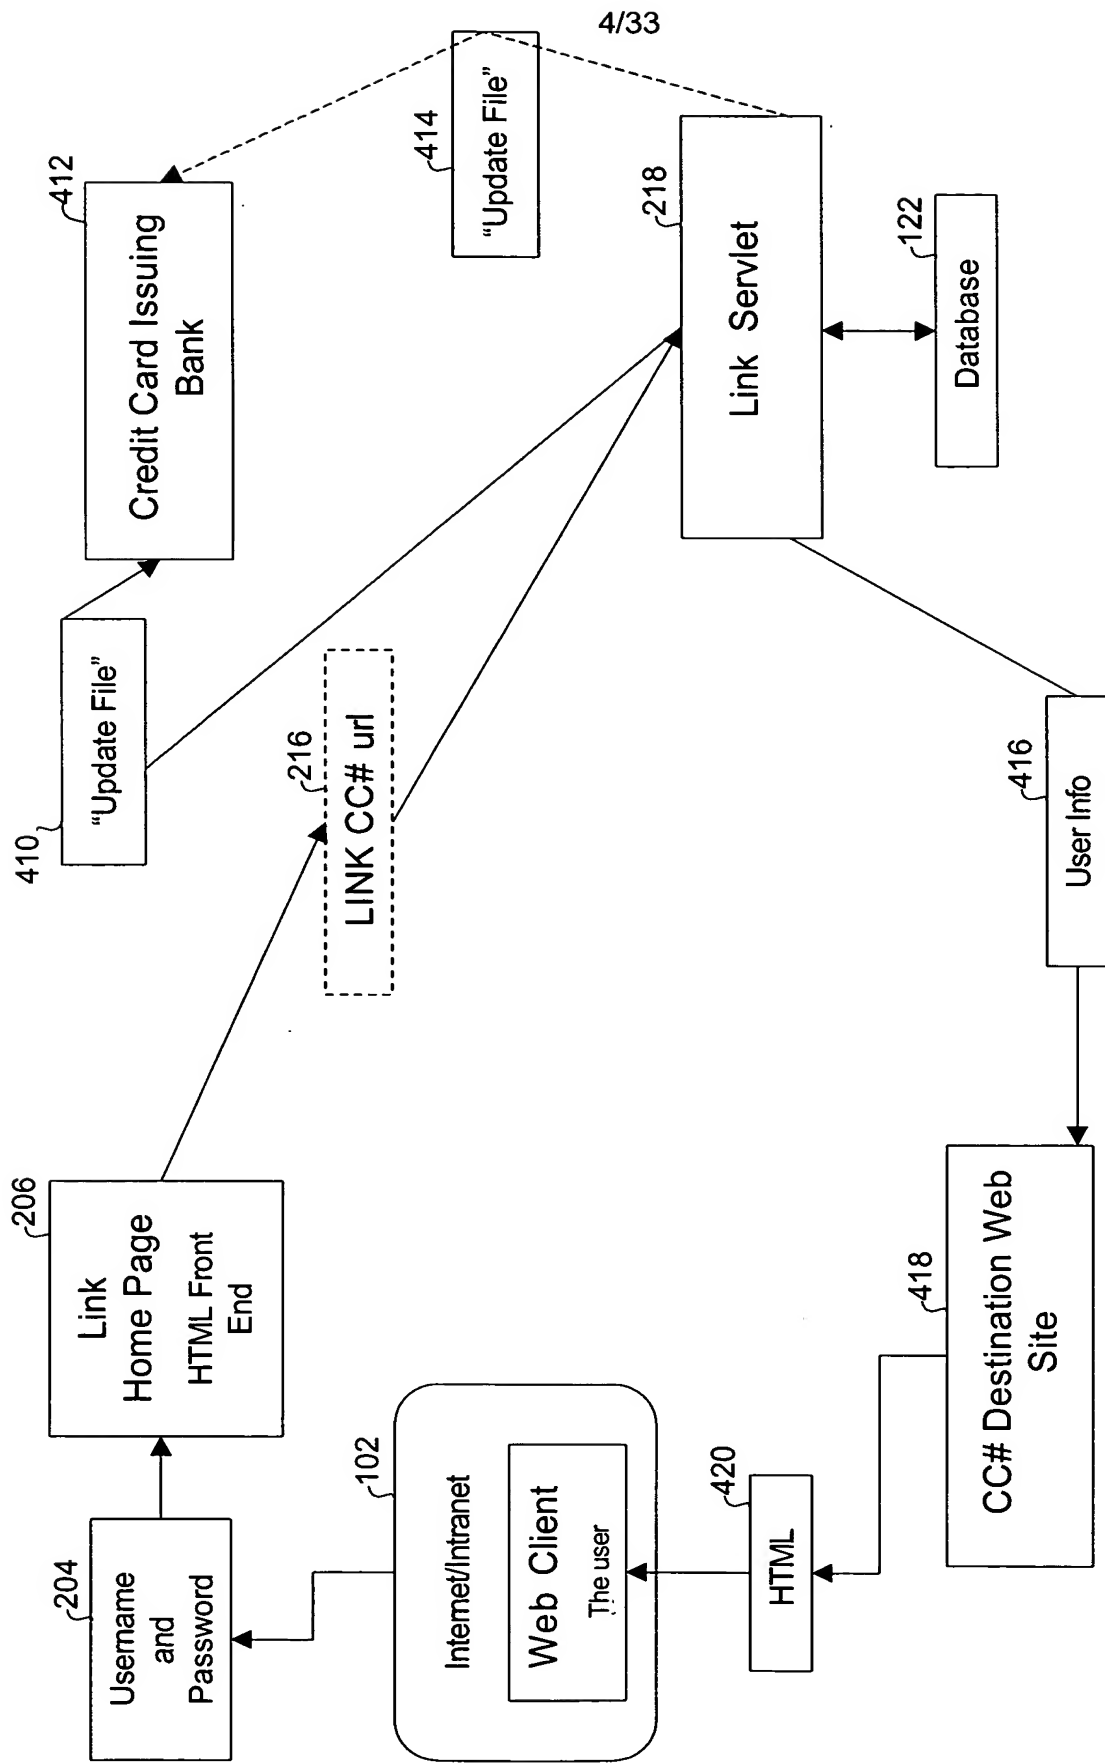 4/33
204
Username
and
Password
206
Link
Home Page
HTML Front
End
410
"Update File"
412
Credit Card Issuing
Bank
414
"Update File"
216
LINK CC# url
102
Internet/Intranet
Web Client
The user
218
Link Servlet
122
Database
420
HTML
418
CC# Destination Web
Site
416
User Info